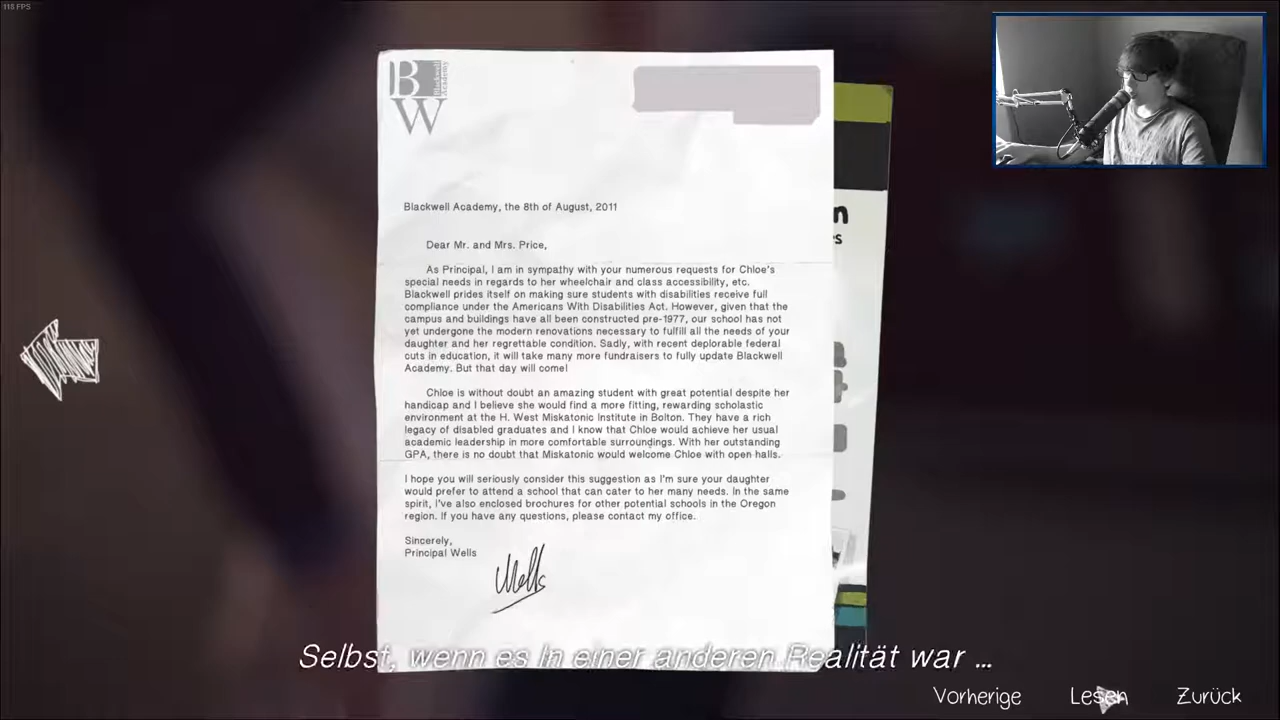 118 FPS
B
W
Blackwell
Academy
Blackwell Academy, the 8th of August, 2011
Dear Mr. and Mrs. Price,
As Principal, I am in sympathy with your numerous requests for Chloe's
special needs in regards to her wheelchair and class accessibility, etc.
Blackwell prides itself on making sure students with disabilities receive full
compliance under the Americans With Disabilities Act. However, given that the
campus and buildings have all been constructed pre-1977, our school has not
yet undergone the modern renovations necessary to fulfill all the needs of your
daughter and her regrettable condition. Sadly, with recent deplorable federal
cuts in education, it will take many more fundraisers to fully update Blackwell
Academy. But that day will come!
Chloe is without doubt an amazing student with great potential despite her
handicap and I believe she would find a more fitting, rewarding scholastic
environment at the H. West Miskatonic Institute in Bolton. They have a rich
legacy of disabled graduates and I know that Chloe would achieve her usual
academic leadership in more comfortable surroundings. With her outstanding
GPA, there is no doubt that Miskatonic would welcome Chloe with open halls.
I hope you will seriously consider this suggestion as I'm sure your daughter
would prefer to attend a school that can cater to her many needs. In the same
spirit, I've also enclosed brochures for other potential schools in the Oregon
region. If you have any questions, please contact my office.
Sincerely,
Principal Wells
Wells
n
s
Selbst, wenn es in einer anderen Realität war ...
Vorherige Lesen Zurück